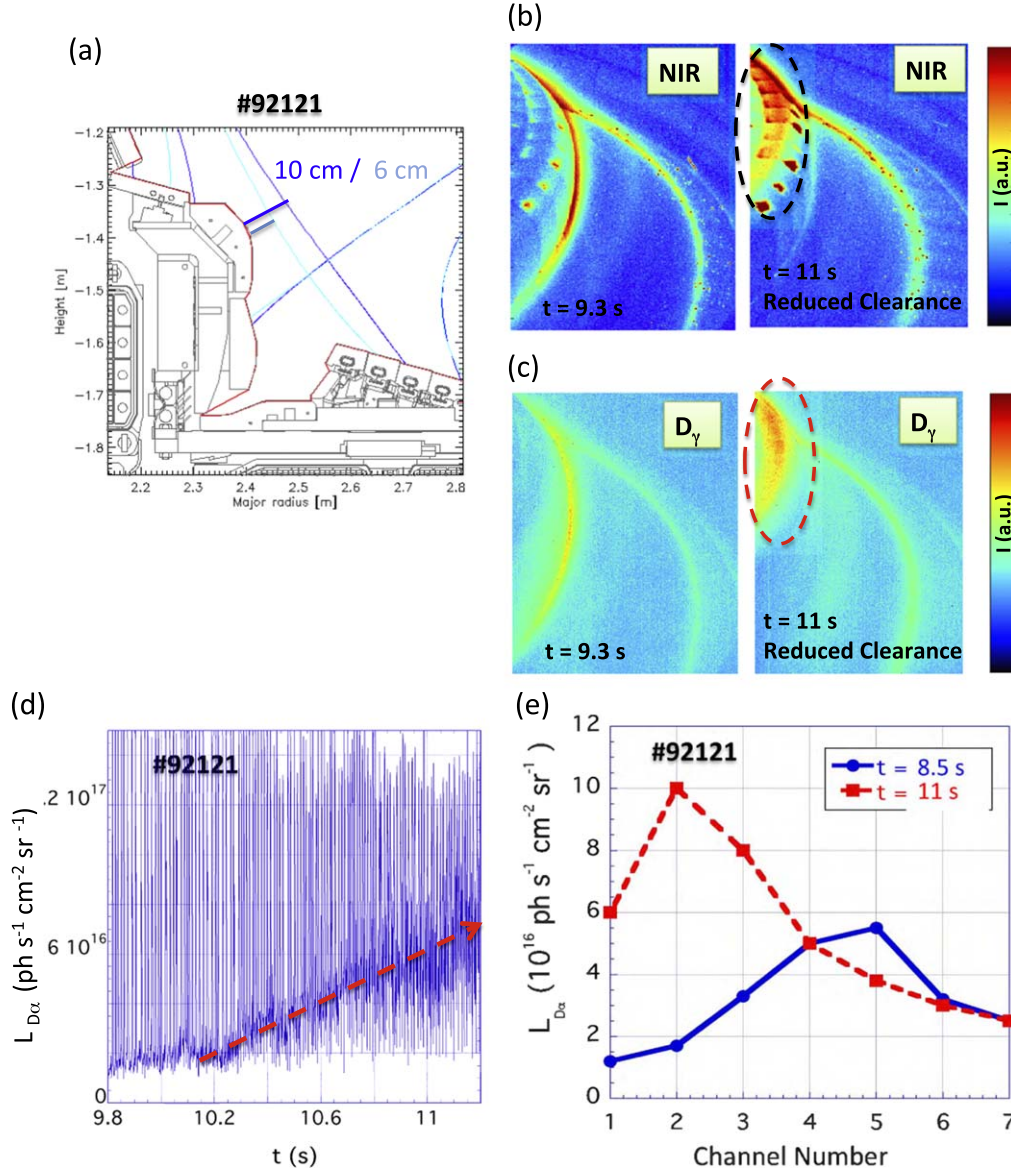 (a)
#92121
10 cm / 6 cm
-1.2
-1.3
-1.4
-1.5
-1.6
-1.7
-1.8
Height [m]
2.2 2.3 2.4 2.5 2.6 2.7 2.8
Major radius [m]
(b)
NIR
t = 9.3 s
NIR
t = 11 s
Reduced Clearance
I (a.u.)
(c)
Dγ
t = 9.3 s
Dγ
t = 11 s
Reduced Clearance
I (a.u.)
(d)
#92121
.2 10¹⁷
6 10¹⁶
0
L Dα (ph s⁻¹ cm⁻² sr ⁻¹)
9.8 10.2 10.6 11
t (s)
(e)
#92121
t = 8.5 s
t = 11 s
12
10
8
6
4
2
0
L Dα (10¹⁶ ph s⁻¹ cm⁻² sr⁻¹)
1 2 3 4 5 6 7
Channel Number